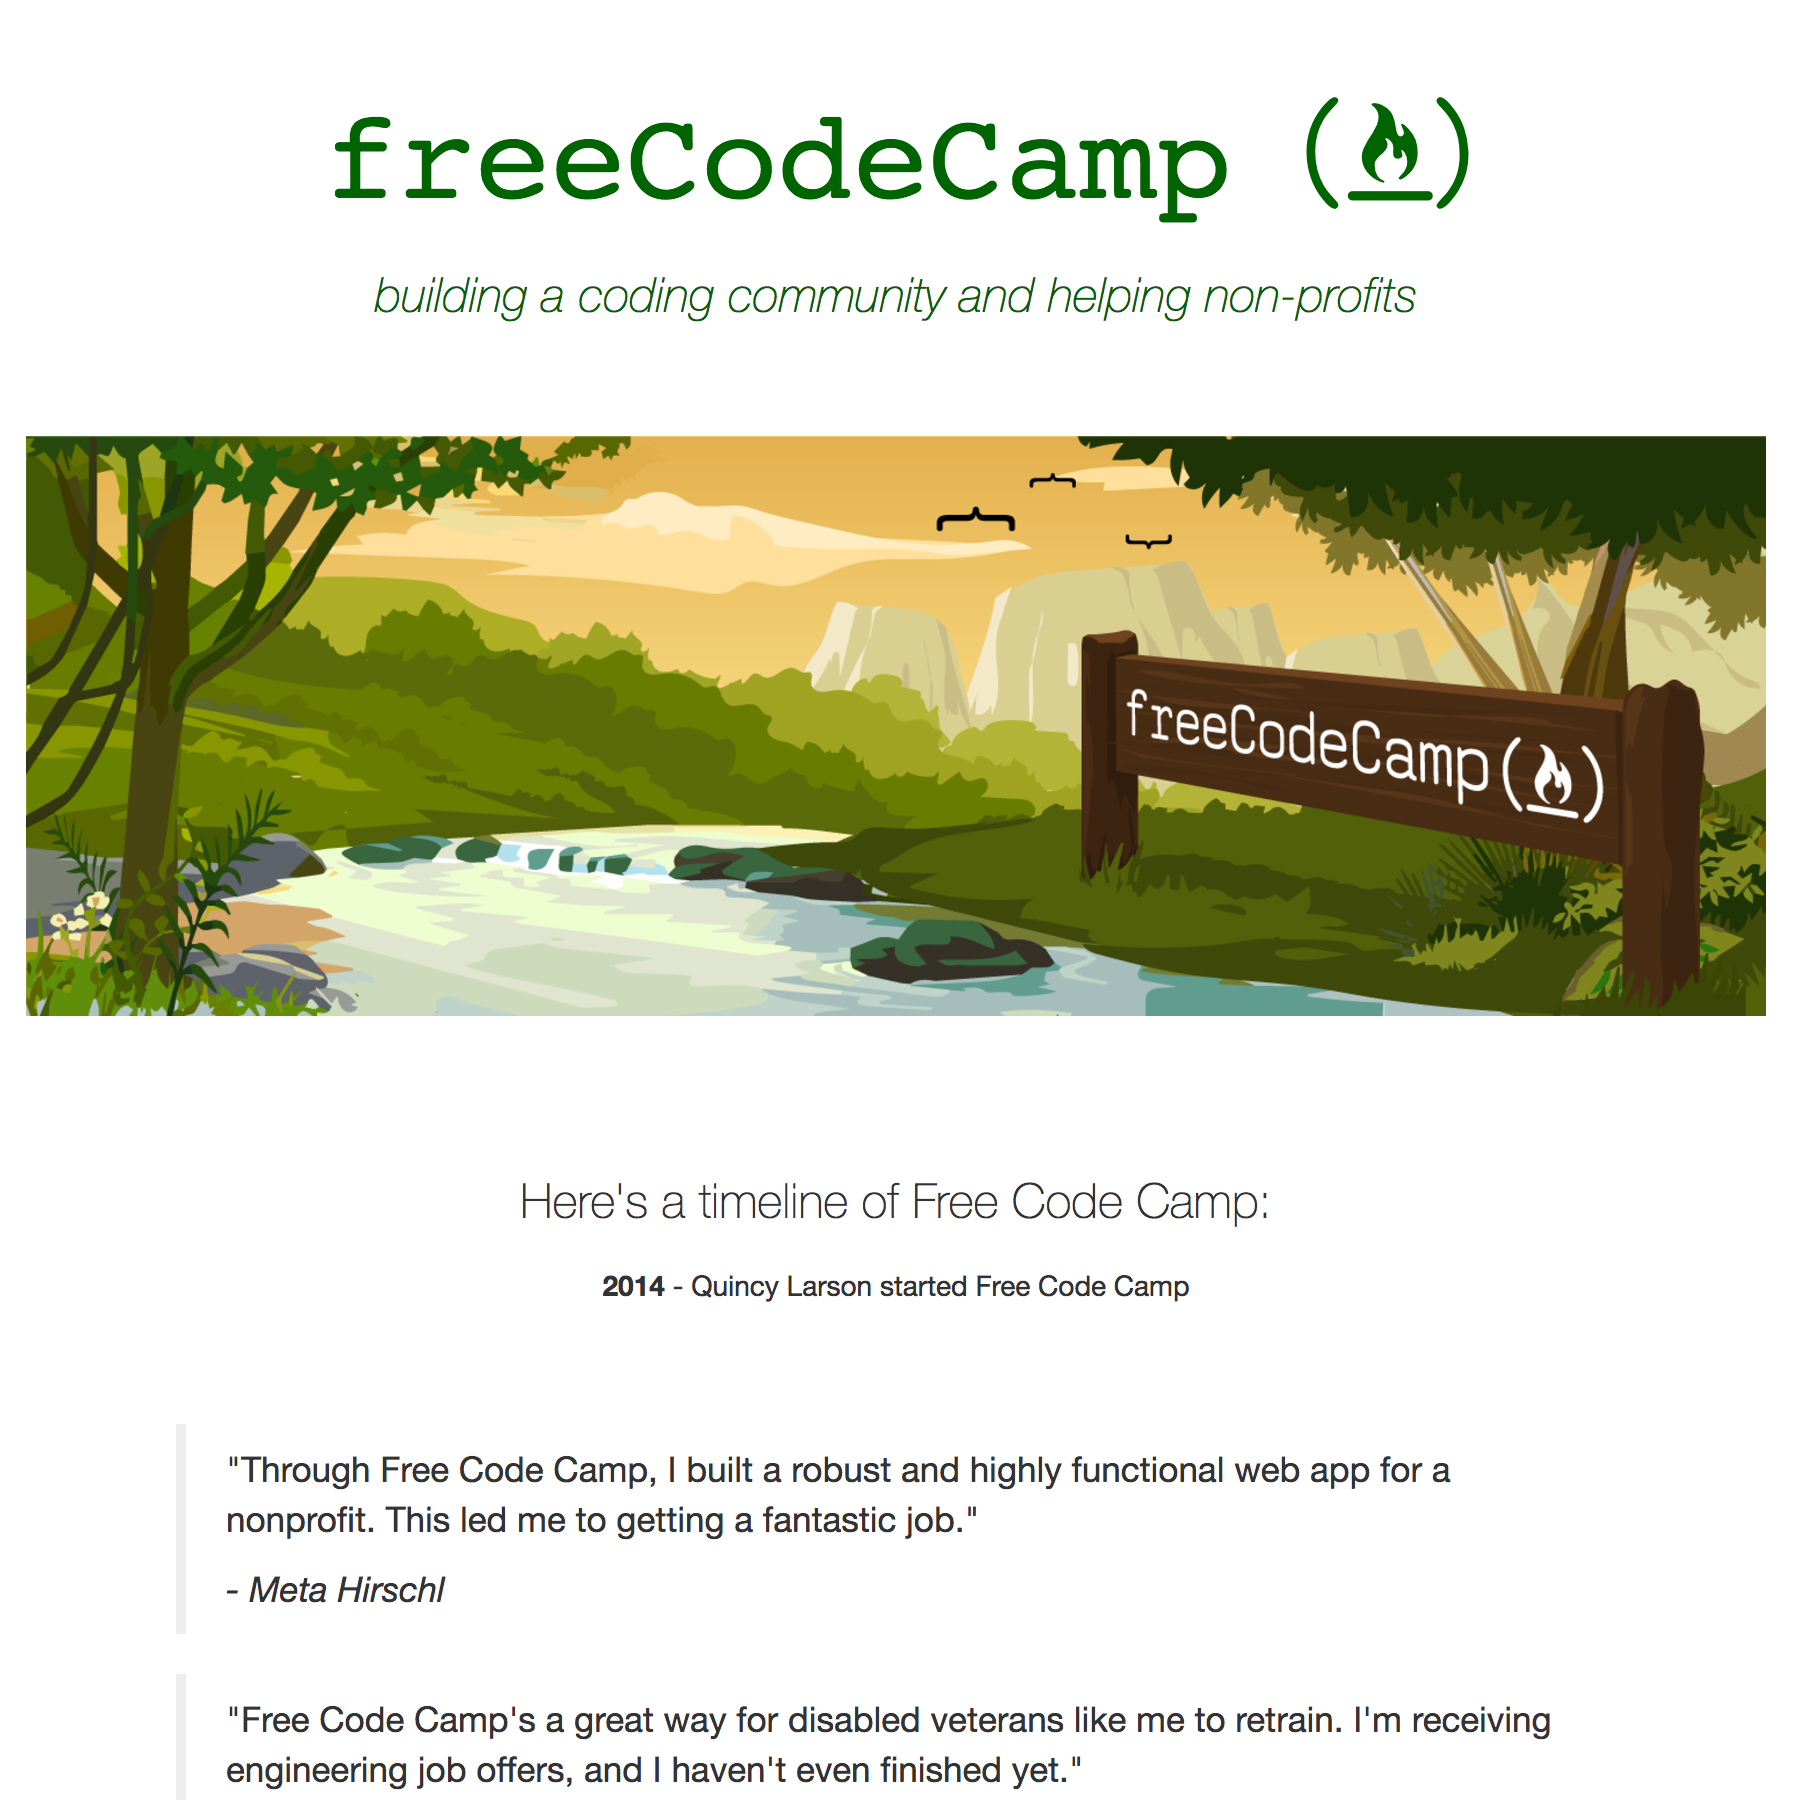 freeCodeCamp
building a coding community and helping non-profits
freeCodeCamp
Here's a timeline of Free Code Camp:
2014 - Quincy Larson started Free Code Camp
"Through Free Code Camp, I built a robust and highly functional web app for a
nonprofit. This led me to getting a fantastic job."
- Meta Hirschl
"Free Code Camp's a great way for disabled veterans like me to retrain. I'm receiving
engineering job offers, and I haven't even finished yet."